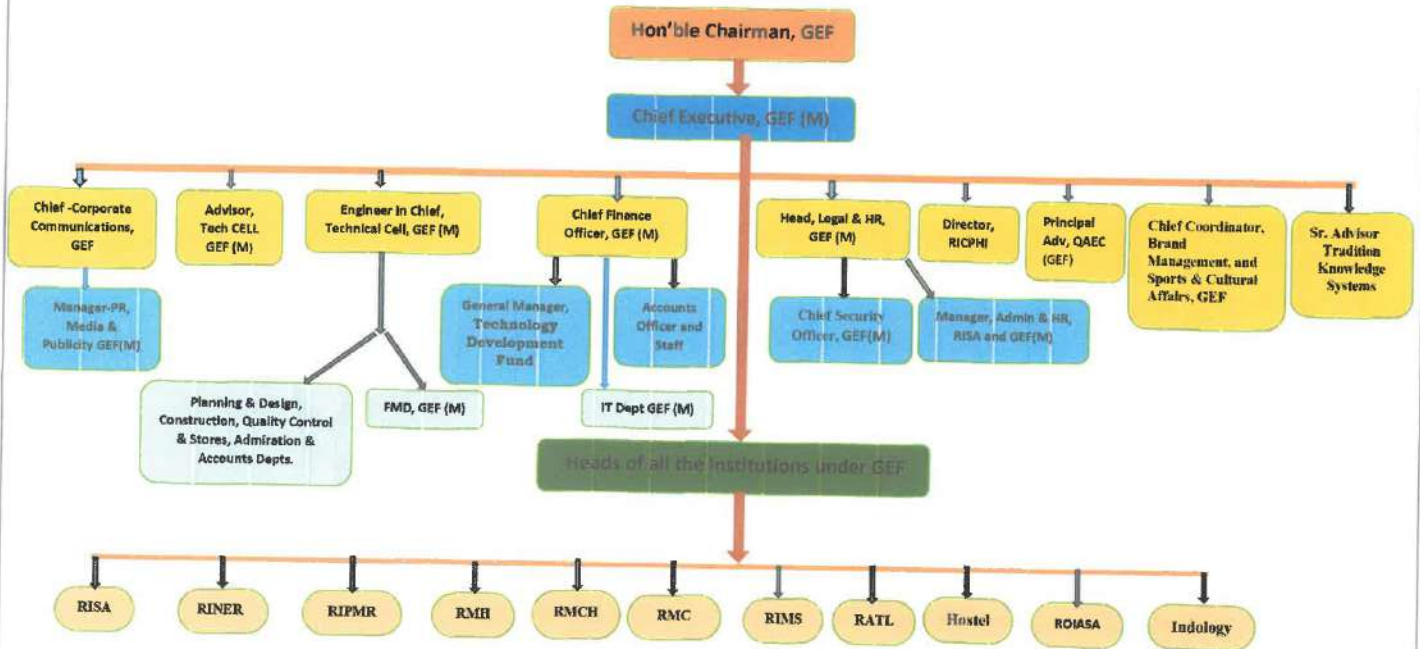 Hon'ble Chairman, GEF
Chief Executive, GEF (M)
Chief -Corporate
Communications,
GEF
Advisor,
Tech CELL
GEF (M)
Engineer in Chief,
Technical Cell, GEF (M)
Chief Finance
Officer, GEF (M)
Head, Legal & HR,
GEF (M)
Director,
RICPHI
Principal
Adv, QAEC
(GEF)
Chief Coordinator,
Brand
Management, and
Sports & Cultural
Affairs, GEF
Sr. Advisor
Tradition
Knowledge
Systems
Manager-PR,
Media &
Publicity GEF(M)
General Manager,
Technology
Development
Fund
Accounts
Officer and
Staff
Chief Security
Officer, GEF(M)
Manager, Admin & HR,
RISA and GEF(M)
Planning & Design,
Construction, Quality Control
& Stores, Admiration &
Accounts Depts.
FMD, GEF (M)
IT Dept GEF (M)
Heads of all the Institutions under GEF
RISA
RINER
RIPMR
RMH
RMCH
RMC
RIMS
RATL
Hostel
ROIASA
Indology